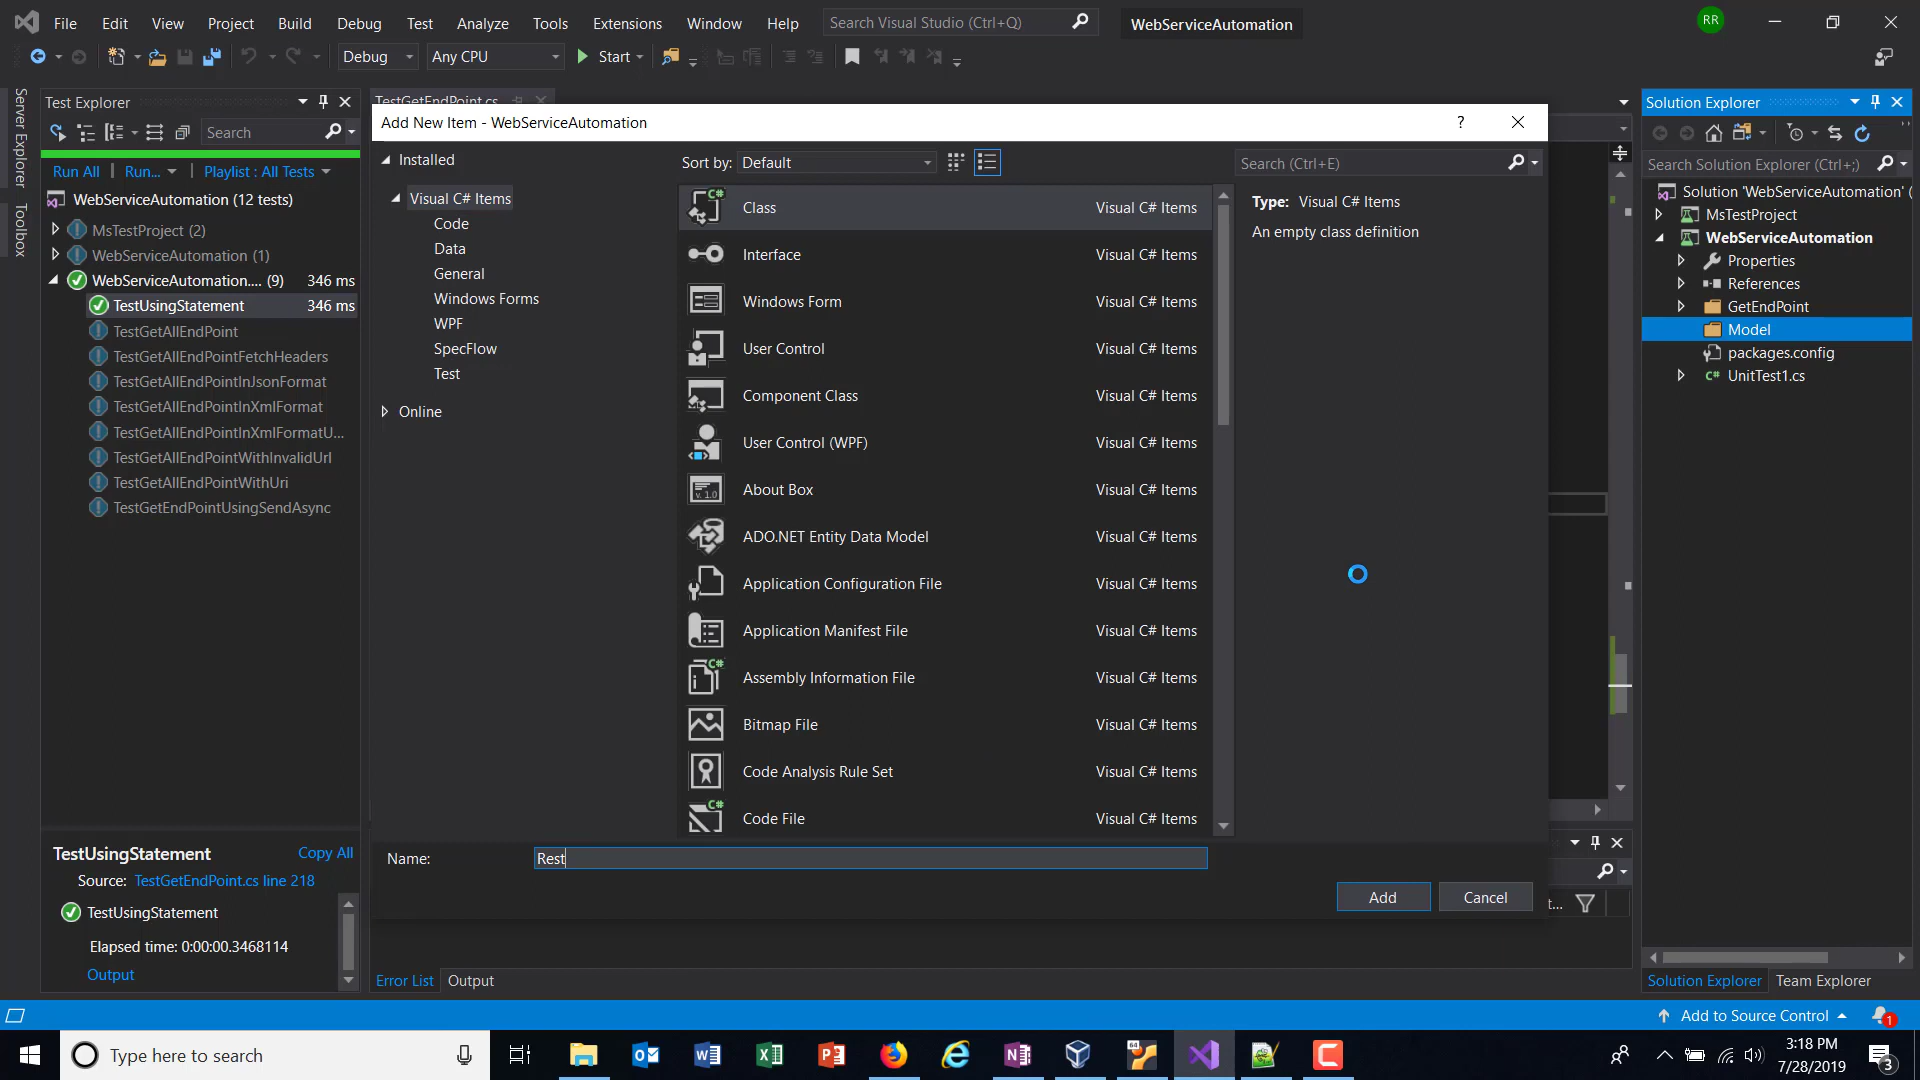 File Edit View Project Build Debug Test Analyze Tools Extensions Window Help
Search Visual Studio (Ctrl+Q)
WebServiceAutomation
RR
Debug
Any CPU
Start
Server Explorer
Toolbox
Test Explorer
Search
Run All
Run...
Playlist : All Tests
WebServiceAutomation (12 tests)
MsTestProject (2)
WebServiceAutomation (1)
WebServiceAutomation.... (9) 346 ms
TestUsingStatement 346 ms
TestGetAllEndPoint
TestGetAllEndPointFetchHeaders
TestGetAllEndPointInJsonFormat
TestGetAllEndPointInXmlFormat
TestGetAllEndPointInXmlFormatU...
TestGetAllEndPointWithInvalidUrl
TestGetAllEndPointWithUri
TestGetEndPointUsingSendAsync
TestUsingStatement Copy All
Source: TestGetEndPoint.cs line 218
TestUsingStatement
Elapsed time: 0:00:00.3468114
Output
TestGetEndPoint.cs
Add New Item - WebServiceAutomation
?
Installed
Visual C# Items
Code
Data
General
Windows Forms
WPF
SpecFlow
Test
Online
Sort by: Default
Class Visual C# Items
Interface Visual C# Items
Windows Form Visual C# Items
User Control Visual C# Items
Component Class Visual C# Items
User Control (WPF) Visual C# Items
About Box Visual C# Items
ADO.NET Entity Data Model Visual C# Items
Application Configuration File Visual C# Items
Application Manifest File Visual C# Items
Assembly Information File Visual C# Items
Bitmap File Visual C# Items
Code Analysis Rule Set Visual C# Items
Code File Visual C# Items
Search (Ctrl+E)
Type: Visual C# Items
An empty class definition
Name: Rest
Add
Cancel
t...
Error List
Output
Solution Explorer
Search Solution Explorer (Ctrl+;)
Solution 'WebServiceAutomation' (
MsTestProject
WebServiceAutomation
Properties
References
GetEndPoint
Model
packages.config
C# UnitTest1.cs
Solution Explorer
Team Explorer
Add to Source Control
1
Type here to search
3:18 PM
7/28/2019
3